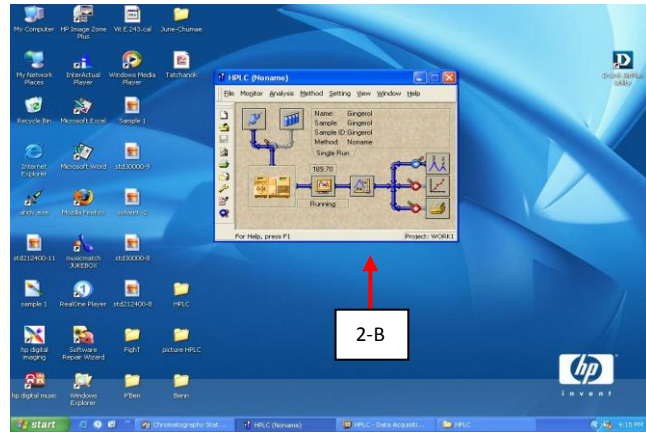 My Computer
HP Image Zone Plus
Vit E 243.cal
June-Chumae
My Network Places
InterActual Player
Windows Media Player
Tatchanok
Recycle Bin
Microsoft Excel
Sample 1
Internet Explorer
Microsoft Word
std30000-9
Mozilla Firefox
solvent -2
std212400-11
musicmatch JUKEBOX
std30000-8
sample 1
RealOne Player
std212400-8
HPLC
hp digital imaging
Software Repair Wizard
FighT
picture HPLC
hp digital music
Windows Explorer
P'Ben
Benn
HPLC (Noname)
File Monitor Analysis Method Setting View Window Help
Name: Gingerol
Sample: Gingerol
Sample ID: Gingerol
Method: Noname
Single Run
189.70
Running
For Help, press F1
Project: WORK1
2-B
hp
invent
start
Chromatography Stat...
HPLC (Noname)
HPLC - Data Acquisiti...
HPLC
4:15 PM